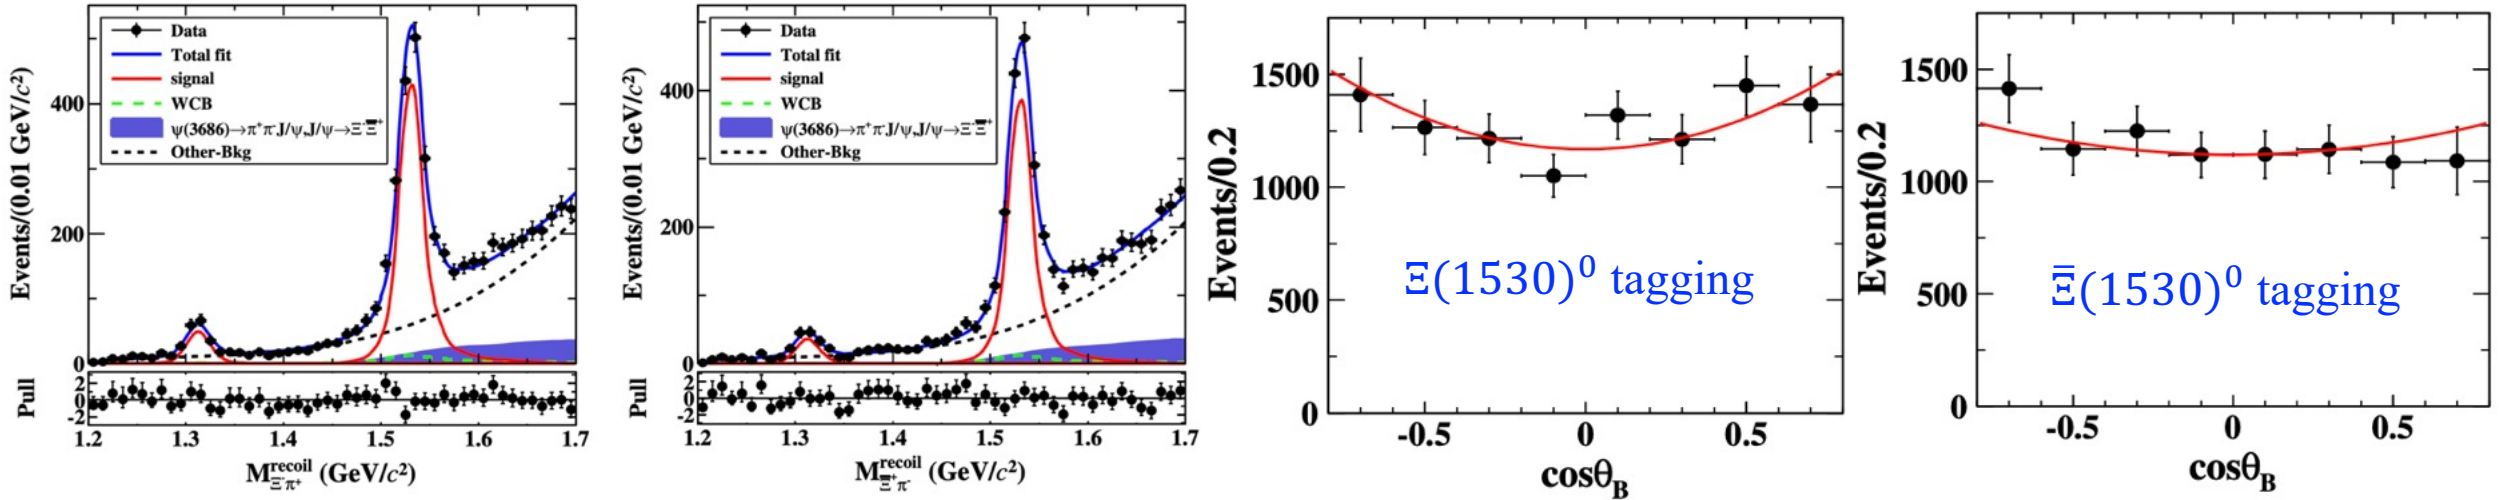 Events/(0.01 GeV/c²)
400
200
0
Data
Total fit
signal
WCB
ψ(3686)→π⁺π⁻J/ψ,J/ψ→Ξ⁻Ξ̅⁺
Other-Bkg
Pull
2
0
-2
1.2 1.3 1.4 1.5 1.6 1.7
M^recoil_Ξ⁻π⁺ (GeV/c²)
Events/(0.01 GeV/c²)
400
200
0
Data
Total fit
signal
WCB
ψ(3686)→π⁺π⁻J/ψ,J/ψ→Ξ⁻Ξ̅⁺
Other-Bkg
Pull
2
0
-2
1.2 1.3 1.4 1.5 1.6 1.7
M^recoil_Ξ̅⁺π⁻ (GeV/c²)
Events/0.2
1500
1000
500
0
Ξ(1530)⁰ tagging
-0.5 0 0.5
cosθ_B
Events/0.2
1500
1000
500
0
Ξ̅(1530)⁰ tagging
-0.5 0 0.5
cosθ_B